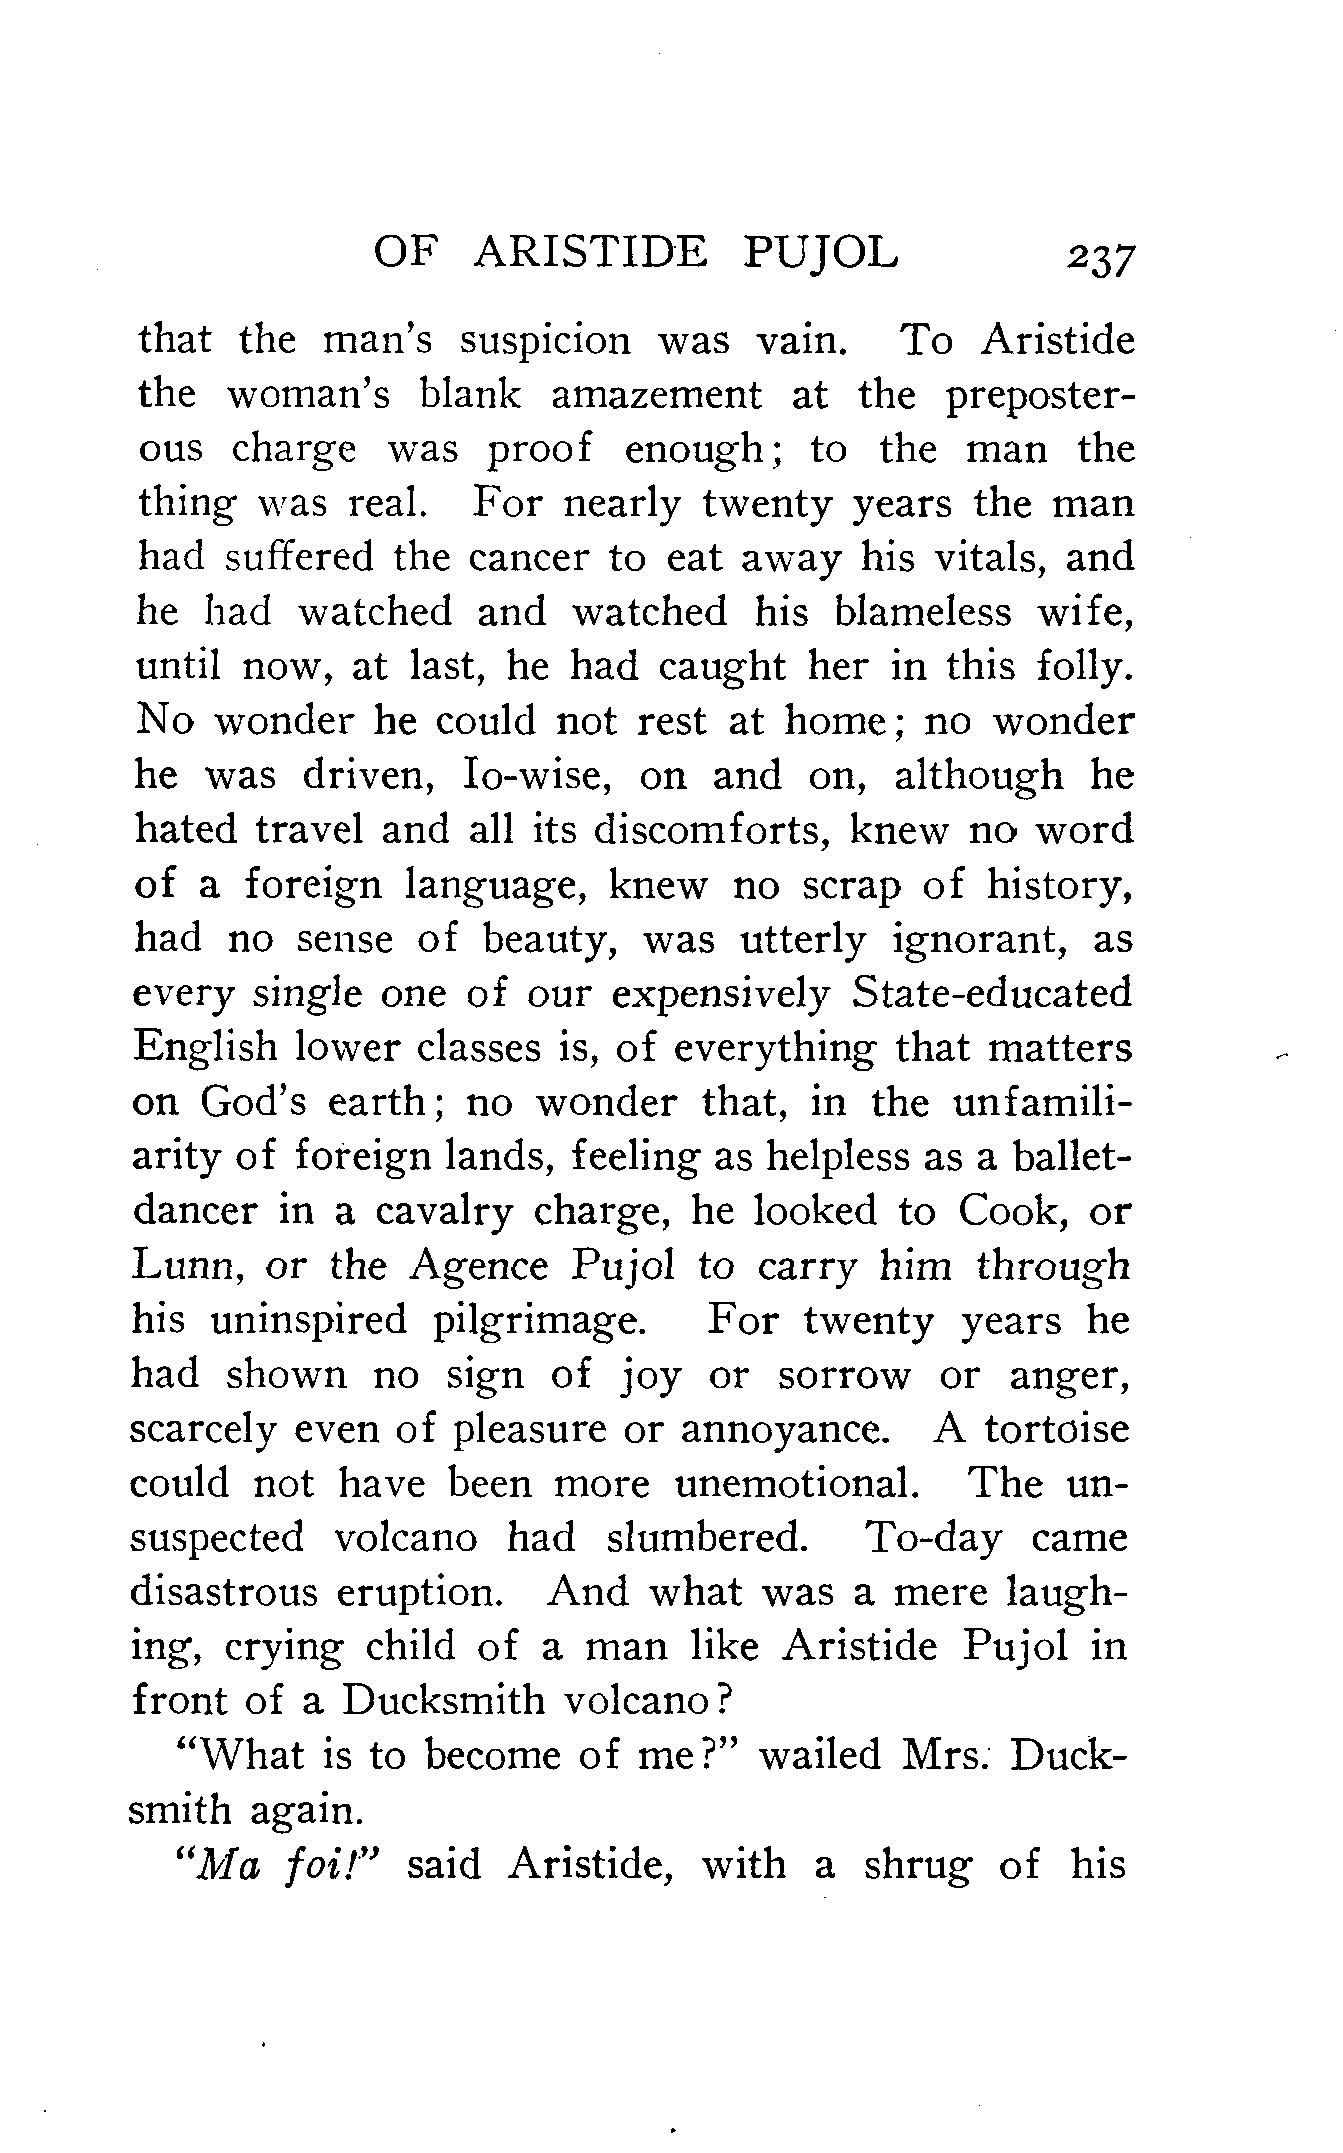 OF ARISTIDE PUJOL 237
that the man's suspicion was vain. To Aristide
the woman's blank amazement at the preposter-
ous charge was proof enough; to the man the
thing was real. For nearly twenty years the man
had suffered the cancer to eat away his vitals, and
he had watched and watched his blameless wife,
until now, at last, he had caught her in this folly.
No wonder he could not rest at home; no wonder
he was driven, Io-wise, on and on, although he
hated travel and all its discomforts, knew no word
of a foreign language, knew no scrap of history,
had no sense of beauty, was utterly ignorant, as
every single one of our expensively State-educated
English lower classes is, of everything that matters
on God's earth; no wonder that, in the unfamili-
arity of foreign lands, feeling as helpless as a ballet-
dancer in a cavalry charge, he looked to Cook, or
Lunn, or the Agence Pujol to carry him through
his uninspired pilgrimage. For twenty years he
had shown no sign of joy or sorrow or anger,
scarcely even of pleasure or annoyance. A tortoise
could not have been more unemotional. The un-
suspected volcano had slumbered. To-day came
disastrous eruption. And what was a mere laugh-
ing, crying child of a man like Aristide Pujol in
front of a Ducksmith volcano?
"What is to become of me?" wailed Mrs. Duck-
smith again.
"Ma foi!" said Aristide, with a shrug of his